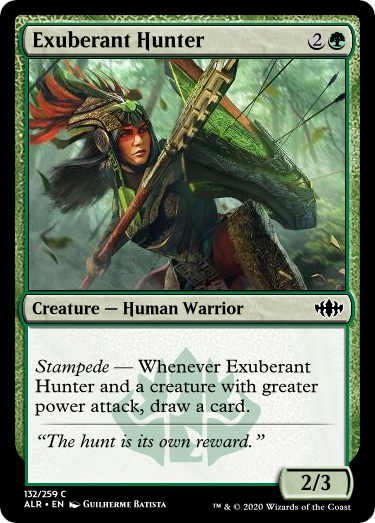 Exuberant Hunter 2
Creature — Human Warrior
Stampede — Whenever Exuberant
Hunter and a creature with greater
power attack, draw a card.
“The hunt is its own reward.”
2/3
132/259 C
ALR • EN Guilherme Batista
™ & © 2020 Wizards of the Coast